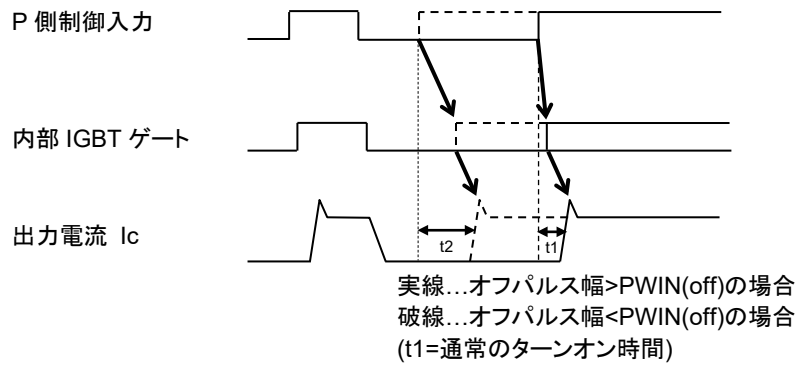 P 側制御入力
内部 IGBT ゲート
出力電流 Ic
t2
t1
実線…オフパルス幅>PWIN(off)の場合
破線…オフパルス幅<PWIN(off)の場合
(t1=通常のターンオン時間)